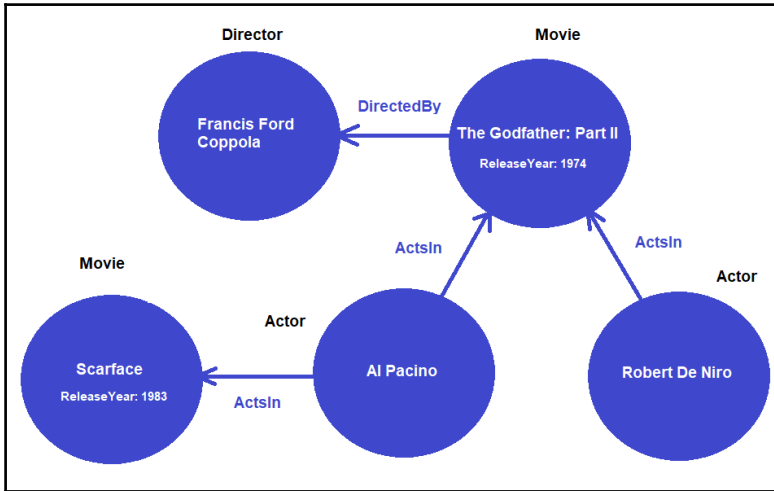 Director
Movie
DirectedBy
Francis Ford
Coppola
The Godfather: Part II
ReleaseYear: 1974
ActsIn
ActsIn
Movie
Actor
Actor
Scarface
ReleaseYear: 1983
ActsIn
Al Pacino
Robert De Niro